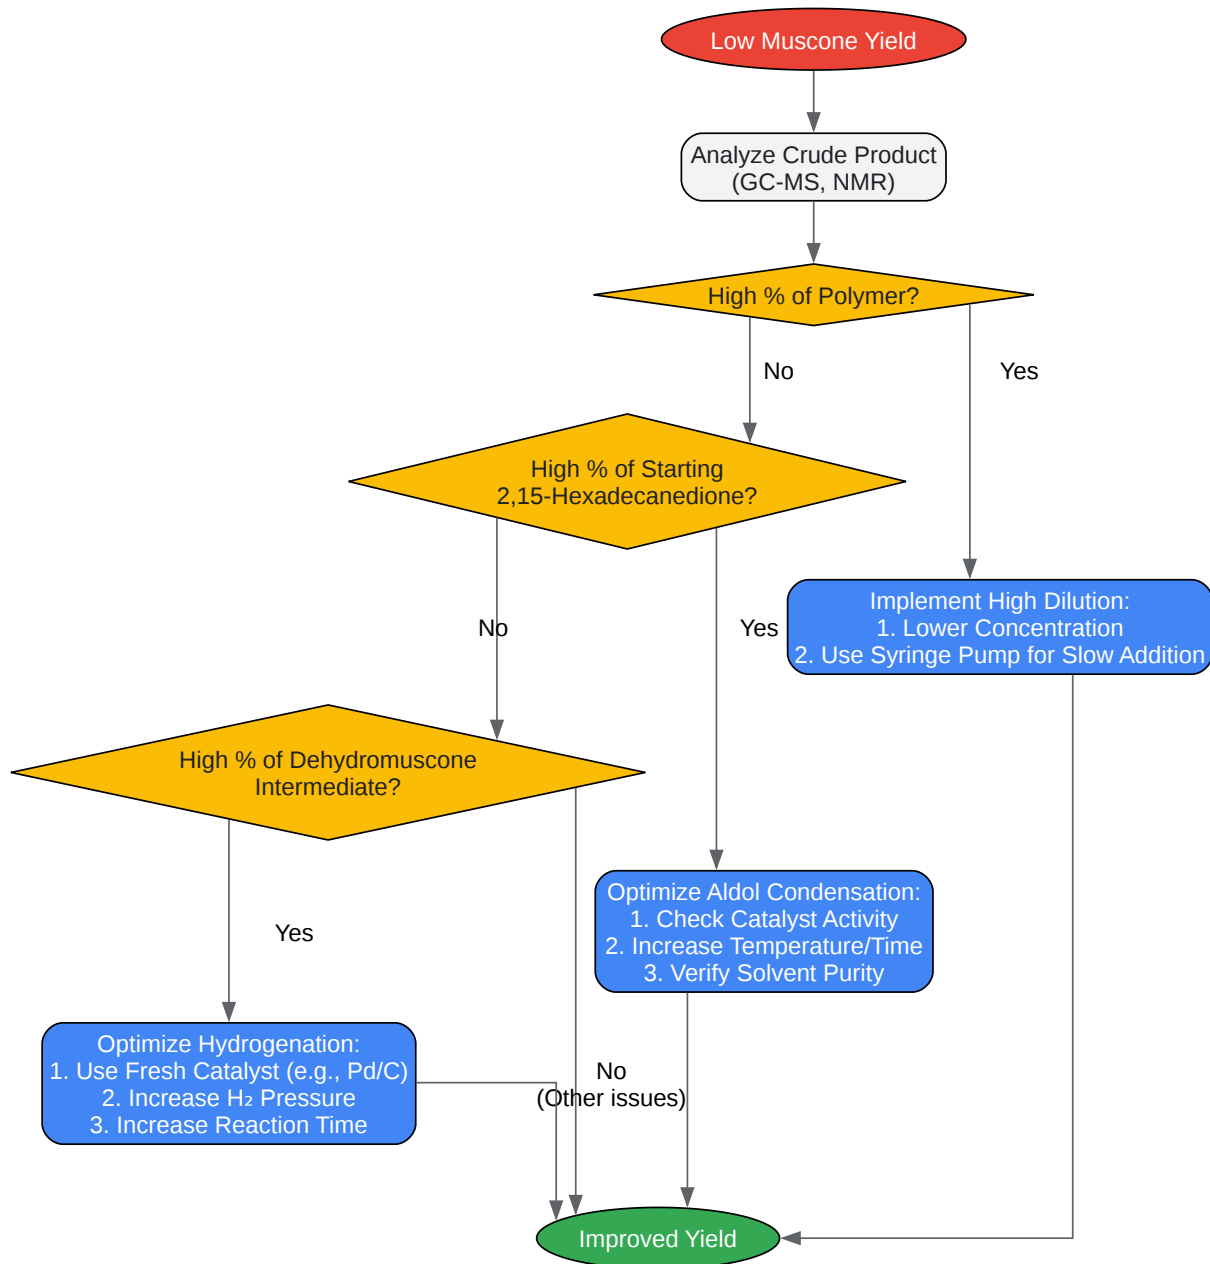 Low Muscone Yield
Analyze Crude Product
(GC-MS, NMR)
High % of Polymer?
No
Yes
High % of Starting
2,15-Hexadecanedione?
Implement High Dilution:
1. Lower Concentration
2. Use Syringe Pump for Slow Addition
No
Yes
High % of Dehydromuscone
Intermediate?
Optimize Aldol Condensation:
1. Check Catalyst Activity
2. Increase Temperature/Time
3. Verify Solvent Purity
Yes
Optimize Hydrogenation:
1. Use Fresh Catalyst (e.g., Pd/C)
2. Increase H₂ Pressure
3. Increase Reaction Time
No
(Other issues)
Improved Yield